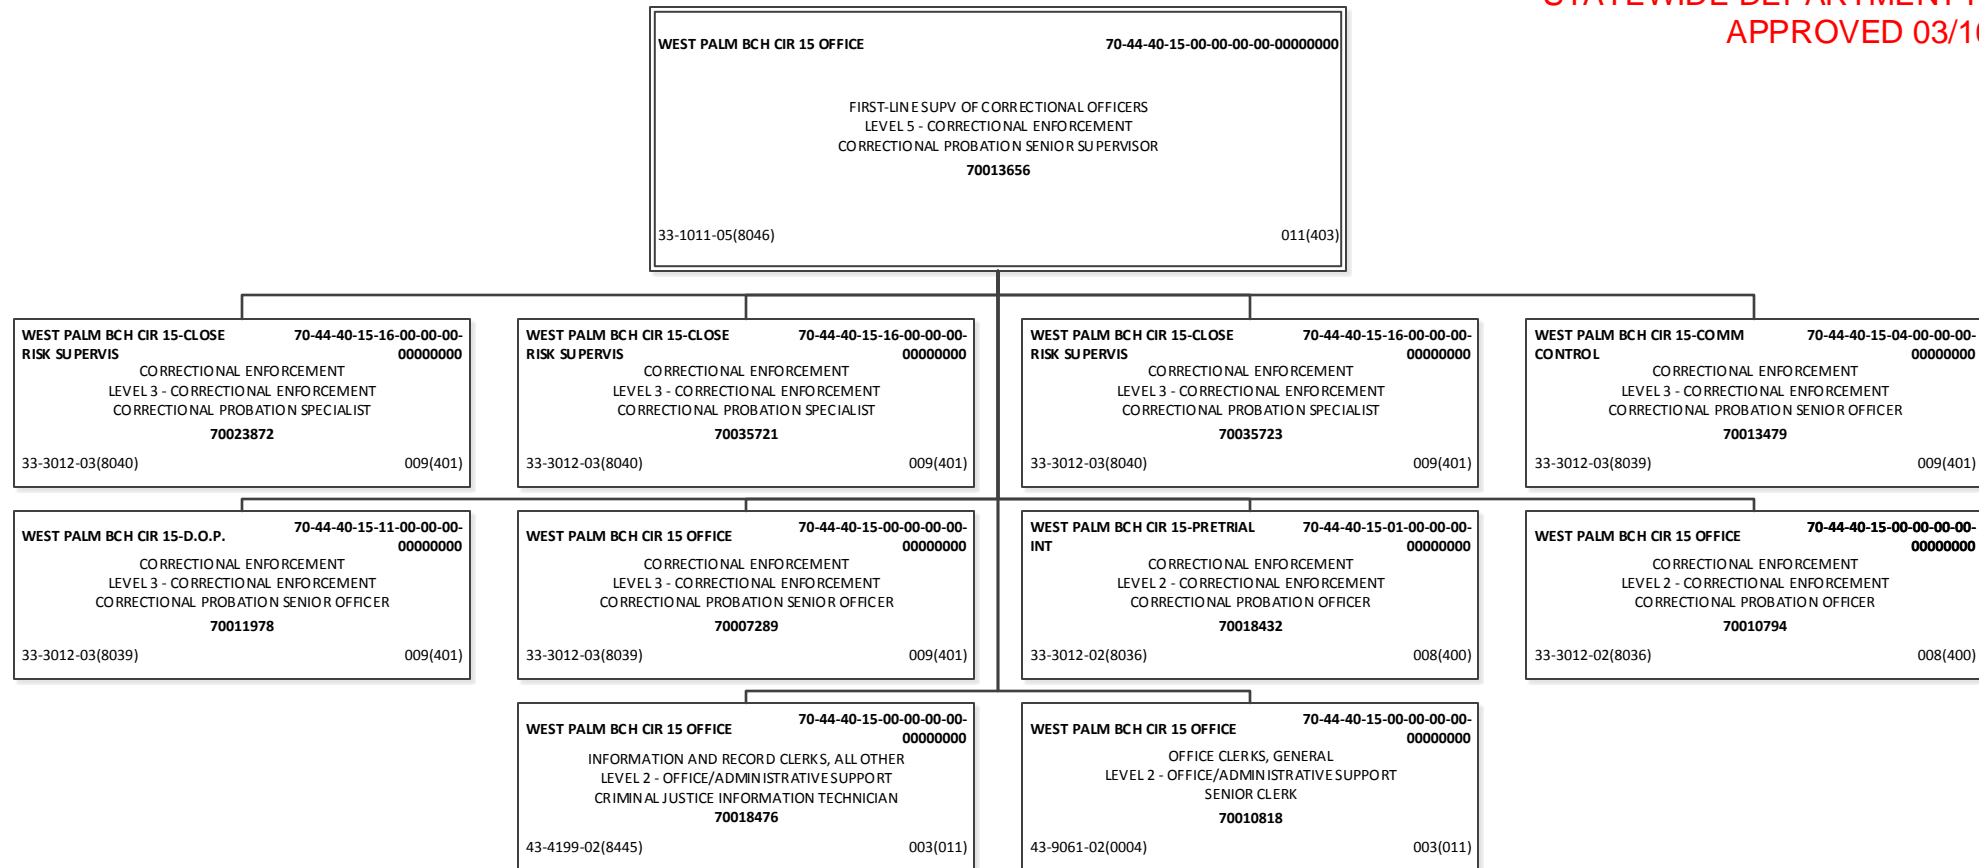 STATEWIDE DEPARTMENT
APPROVED 03/1
WEST PALM BCH CIR 15 OFFICE 70-44-40-15-00-00-00-00-00000000
FIRST-LINE SUPV OF CORRECTIONAL OFFICERS
LEVEL 5 - CORRECTIONAL ENFORCEMENT
CORRECTIONAL PROBATION SENIOR SUPERVISOR
70013656
33-1011-05(8046) 011(403)
WEST PALM BCH CIR 15-CLOSE 70-44-40-15-16-00-00-00-
RISK SUPERVIS 00000000
CORRECTIONAL ENFORCEMENT
LEVEL 3 - CORRECTIONAL ENFORCEMENT
CORRECTIONAL PROBATION SPECIALIST
70023872
33-3012-03(8040) 009(401)
WEST PALM BCH CIR 15-CLOSE 70-44-40-15-16-00-00-00-
RISK SUPERVIS 00000000
CORRECTIONAL ENFORCEMENT
LEVEL 3 - CORRECTIONAL ENFORCEMENT
CORRECTIONAL PROBATION SPECIALIST
70035721
33-3012-03(8040) 009(401)
WEST PALM BCH CIR 15-CLOSE 70-44-40-15-16-00-00-00-
RISK SUPERVIS 00000000
CORRECTIONAL ENFORCEMENT
LEVEL 3 - CORRECTIONAL ENFORCEMENT
CORRECTIONAL PROBATION SPECIALIST
70035723
33-3012-03(8040) 009(401)
WEST PALM BCH CIR 15-COMM 70-44-40-15-04-00-00-00-
CONTROL 00000000
CORRECTIONAL ENFORCEMENT
LEVEL 3 - CORRECTIONAL ENFORCEMENT
CORRECTIONAL PROBATION SENIOR OFFICER
70013479
33-3012-03(8039) 009(401)
WEST PALM BCH CIR 15-D.O.P. 70-44-40-15-11-00-00-00-
00000000
CORRECTIONAL ENFORCEMENT
LEVEL 3 - CORRECTIONAL ENFORCEMENT
CORRECTIONAL PROBATION SENIOR OFFICER
70011978
33-3012-03(8039) 009(401)
WEST PALM BCH CIR 15 OFFICE 70-44-40-15-00-00-00-00-
00000000
CORRECTIONAL ENFORCEMENT
LEVEL 3 - CORRECTIONAL ENFORCEMENT
CORRECTIONAL PROBATION SENIOR OFFICER
70007289
33-3012-03(8039) 009(401)
WEST PALM BCH CIR 15-PRETRIAL 70-44-40-15-01-00-00-00-
INT 00000000
CORRECTIONAL ENFORCEMENT
LEVEL 2 - CORRECTIONAL ENFORCEMENT
CORRECTIONAL PROBATION OFFICER
70018432
33-3012-02(8036) 008(400)
WEST PALM BCH CIR 15 OFFICE 70-44-40-15-00-00-00-00-
00000000
CORRECTIONAL ENFORCEMENT
LEVEL 2 - CORRECTIONAL ENFORCEMENT
CORRECTIONAL PROBATION OFFICER
70010794
33-3012-02(8036) 008(400)
WEST PALM BCH CIR 15 OFFICE 70-44-40-15-00-00-00-00-
00000000
INFORMATION AND RECORD CLERKS, ALL OTHER
LEVEL 2 - OFFICE/ADMINISTRATIVE SUPPORT
CRIMINAL JUSTICE INFORMATION TECHNICIAN
70018476
43-4199-02(8445) 003(011)
WEST PALM BCH CIR 15 OFFICE 70-44-40-15-00-00-00-00-
00000000
OFFICE CLERKS, GENERAL
LEVEL 2 - OFFICE/ADMINISTRATIVE SUPPORT
SENIOR CLERK
70010818
43-9061-02(0004) 003(011)